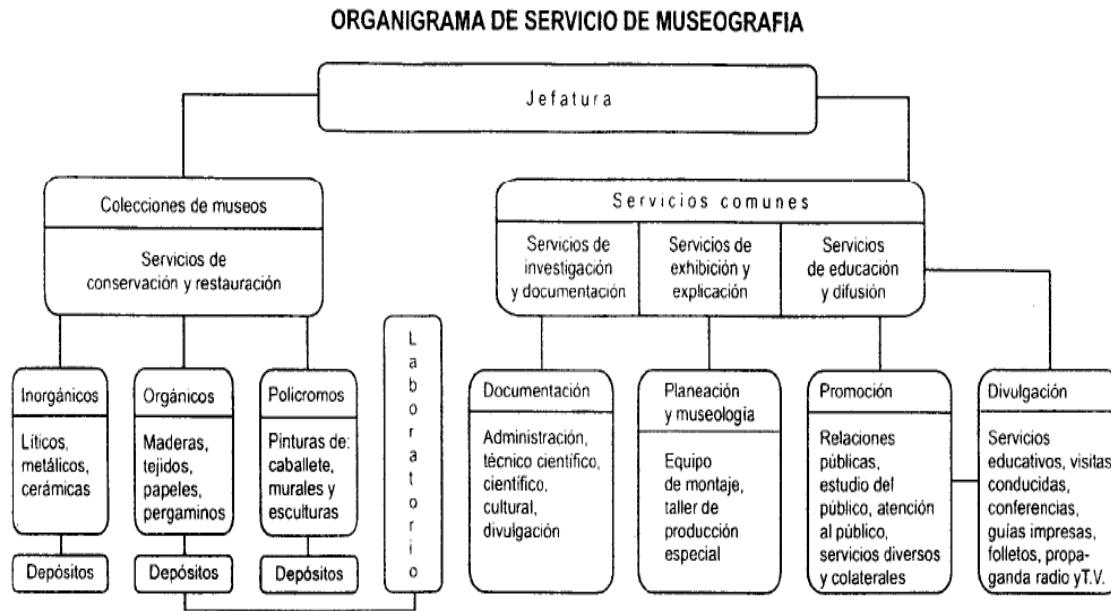 ORGANIGRAMA DE SERVICIO DE MUSEOGRAFIA
Jefatura
Colecciones de museos
Servicios de
conservación y restauración
Servicios comunes
Servicios de
investigación
y documentación
Servicios de
exhibición y
explicación
Servicios
de educación
y difusión
Inorgánicos
Líticos,
metálicos,
cerámicas
Depósitos
Orgánicos
Maderas,
tejidos,
papeles,
pergaminos
Depósitos
Policromos
Pinturas de:
caballete,
murales y
esculturas
Depósitos
Laboratorio
Documentación
Administración,
técnico científico,
científico,
cultural,
divulgación
Planeación
y museología
Equipo
de montaje,
taller de
producción
especial
Promoción
Relaciones
públicas,
estudio del
público, atención
al público,
servicios diversos
y colaterales
Divulgación
Servicios
educativos, visitas
conducidas,
conferencias,
guías impresas,
folletos, propa-
ganda radio yT.V.